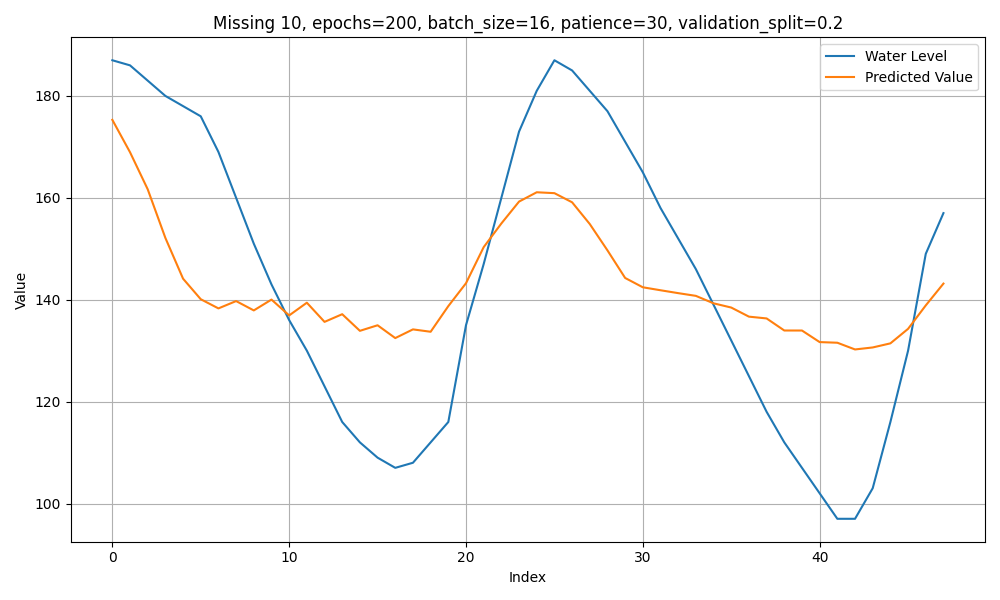 Missing 10, epochs=200, batch_size=16, patience=30, validation_split=0.2
Water Level
Predicted Value
180
160
140
120
100
Value
0 10 20 30 40
Index